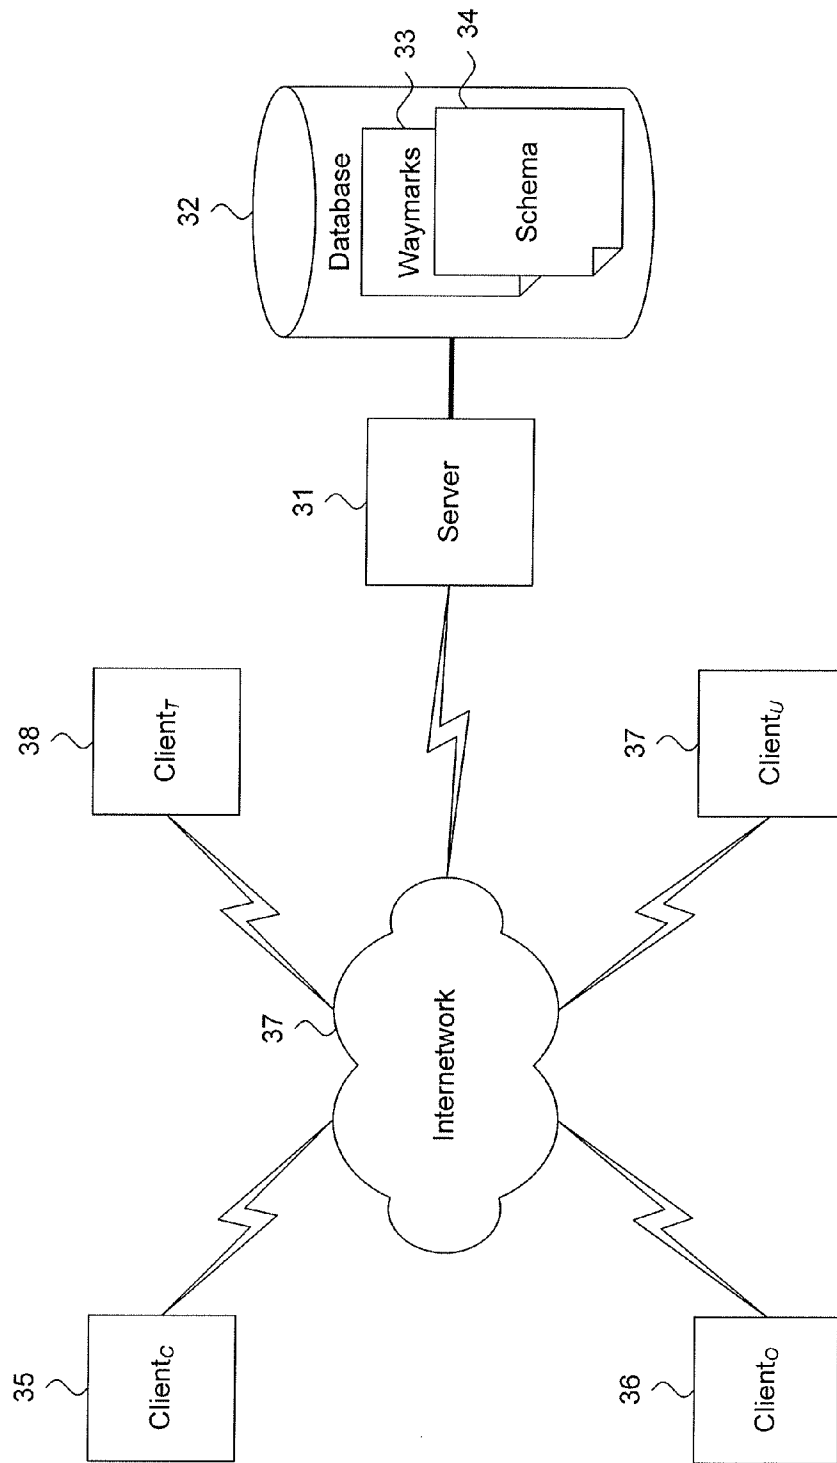 35
Client_C
38
Client_T
37
Internetwork
31
Server
32
Database
Waymarks
33
Schema
34
36
Client_O
37
Client_U